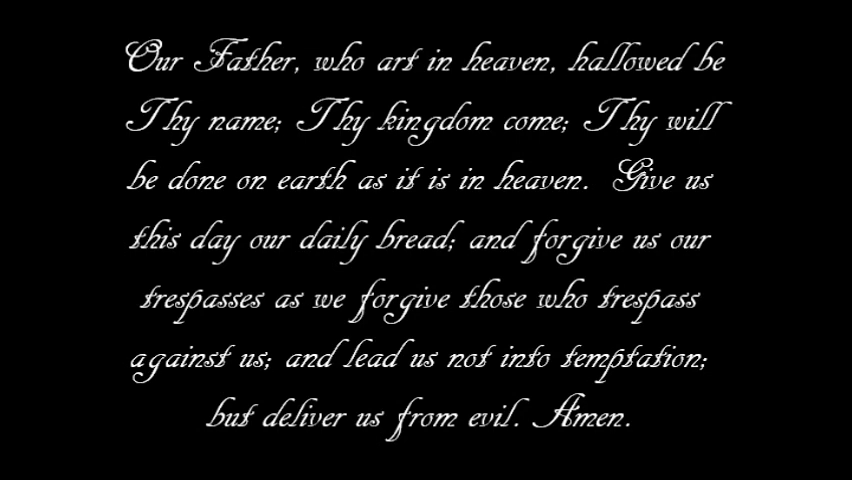 Our Father, who art in heaven, hallowed be
Thy name; Thy kingdom come; Thy will
be done on earth as it is in heaven. Give us
this day our daily bread; and forgive us our
trespasses as we forgive those who trespass
against us; and lead us not into temptation;
but deliver us from evil. Amen.